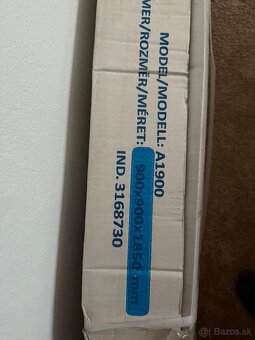 MODEL/MODELL: A1900
MER/ROZMĚR/MÉRET: 900x900x1850 mm
IND. 3168730
Bazos.sk